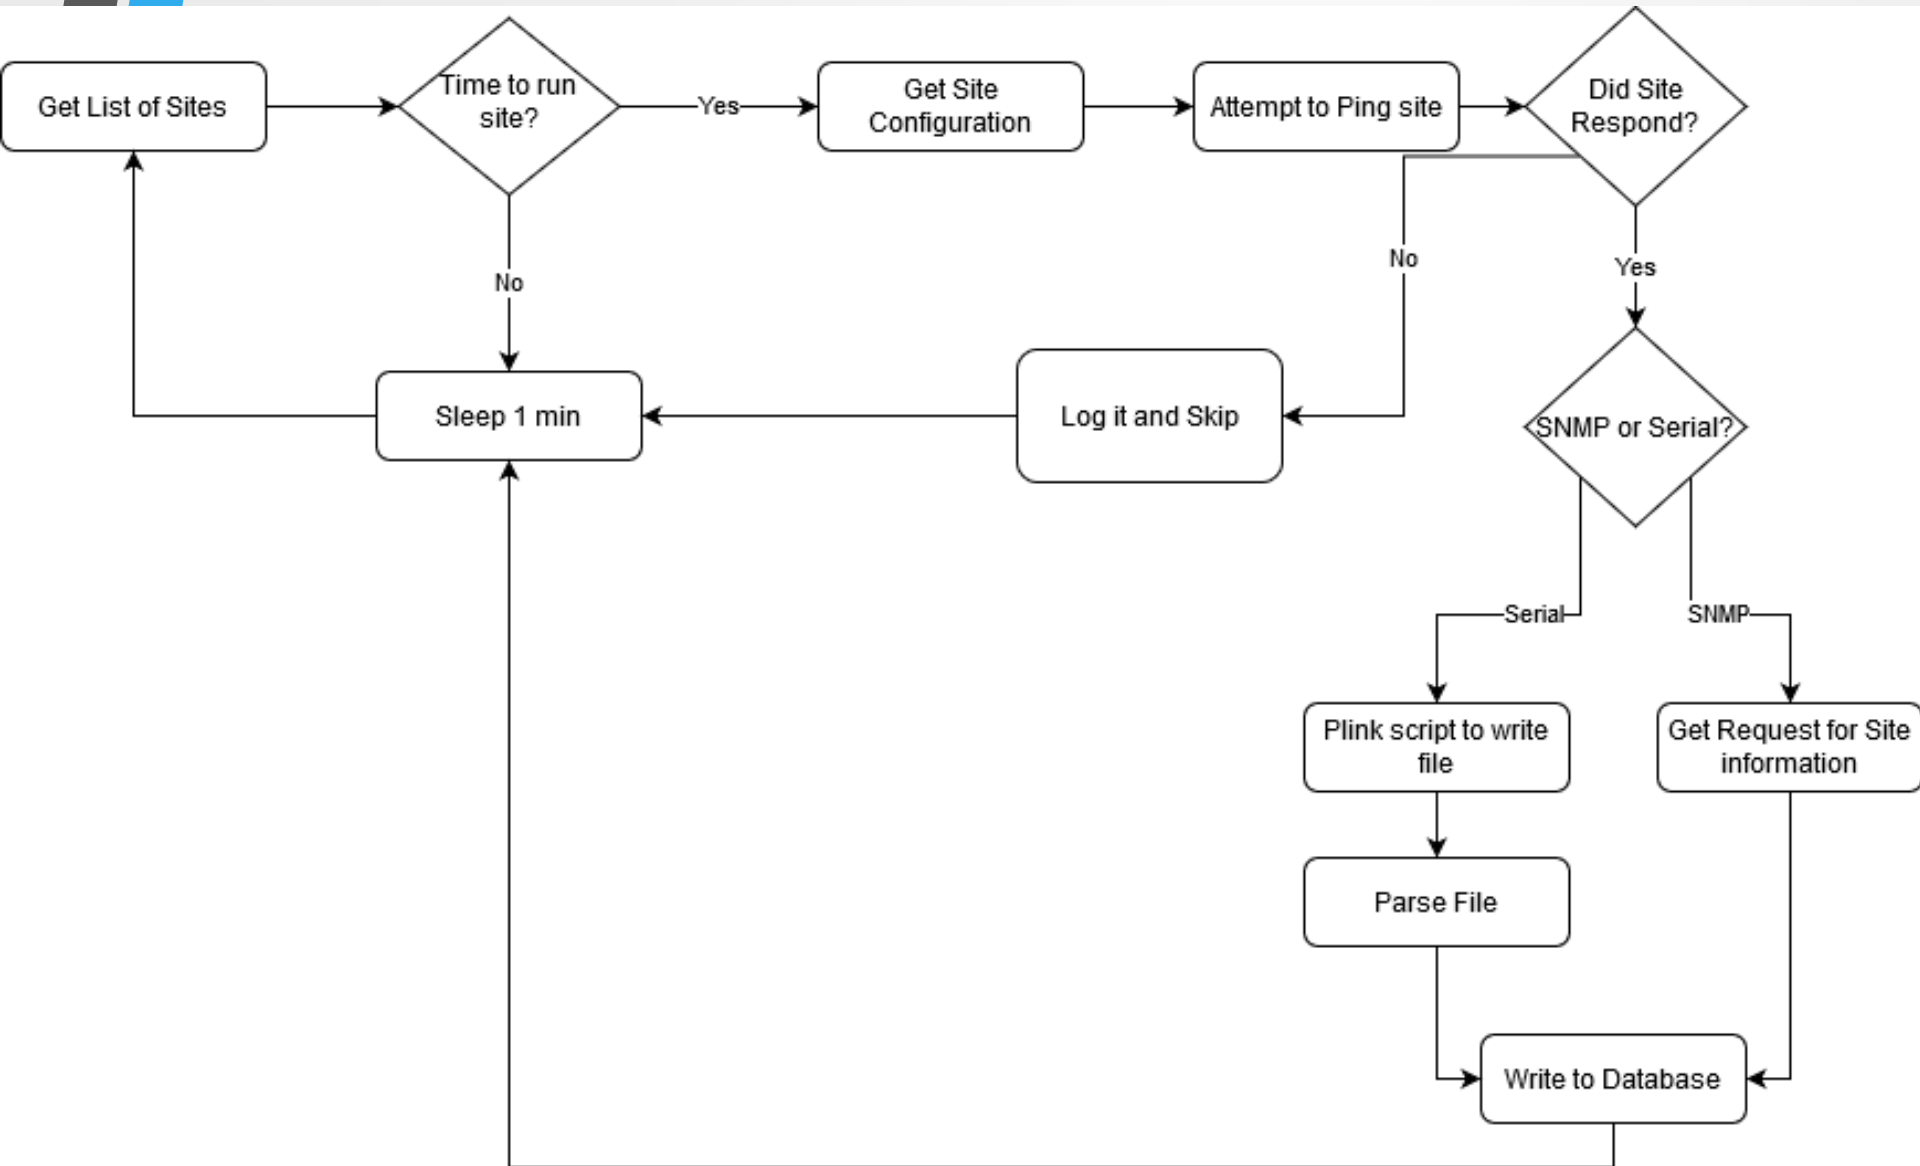 Get List of Sites
Time to run
site?
Yes
Get Site
Configuration
Attempt to Ping site
Did Site
Respond?
No
No
Yes
Sleep 1 min
Log it and Skip
SNMP or Serial?
Serial
SNMP
Plink script to write
file
Get Request for Site
information
Parse File
Write to Database